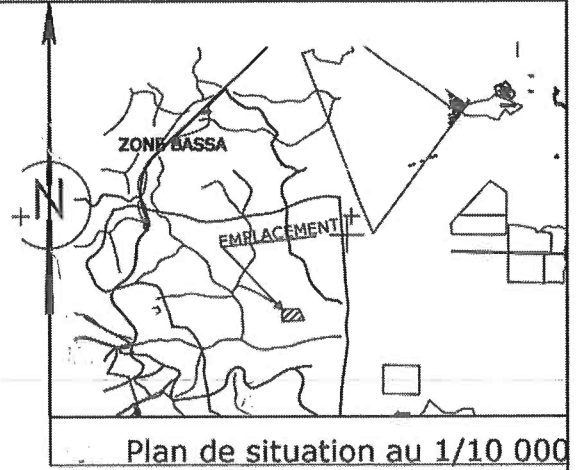 ZONE BASSA
N
EMPLACEMENT
Plan de situation au 1/10 000